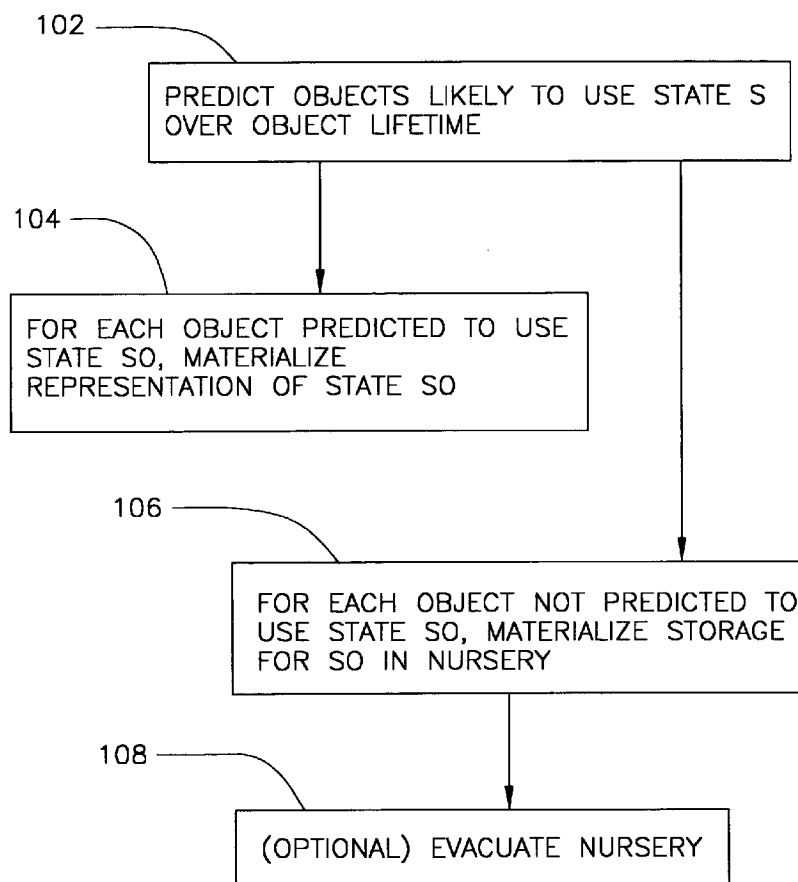 102
PREDICT OBJECTS LIKELY TO USE STATE S
OVER OBJECT LIFETIME
104
FOR EACH OBJECT PREDICTED TO USE
STATE SO, MATERIALIZE
REPRESENTATION OF STATE SO
106
FOR EACH OBJECT NOT PREDICTED TO
USE STATE SO, MATERIALIZE STORAGE
FOR SO IN NURSERY
108
(OPTIONAL) EVACUATE NURSERY